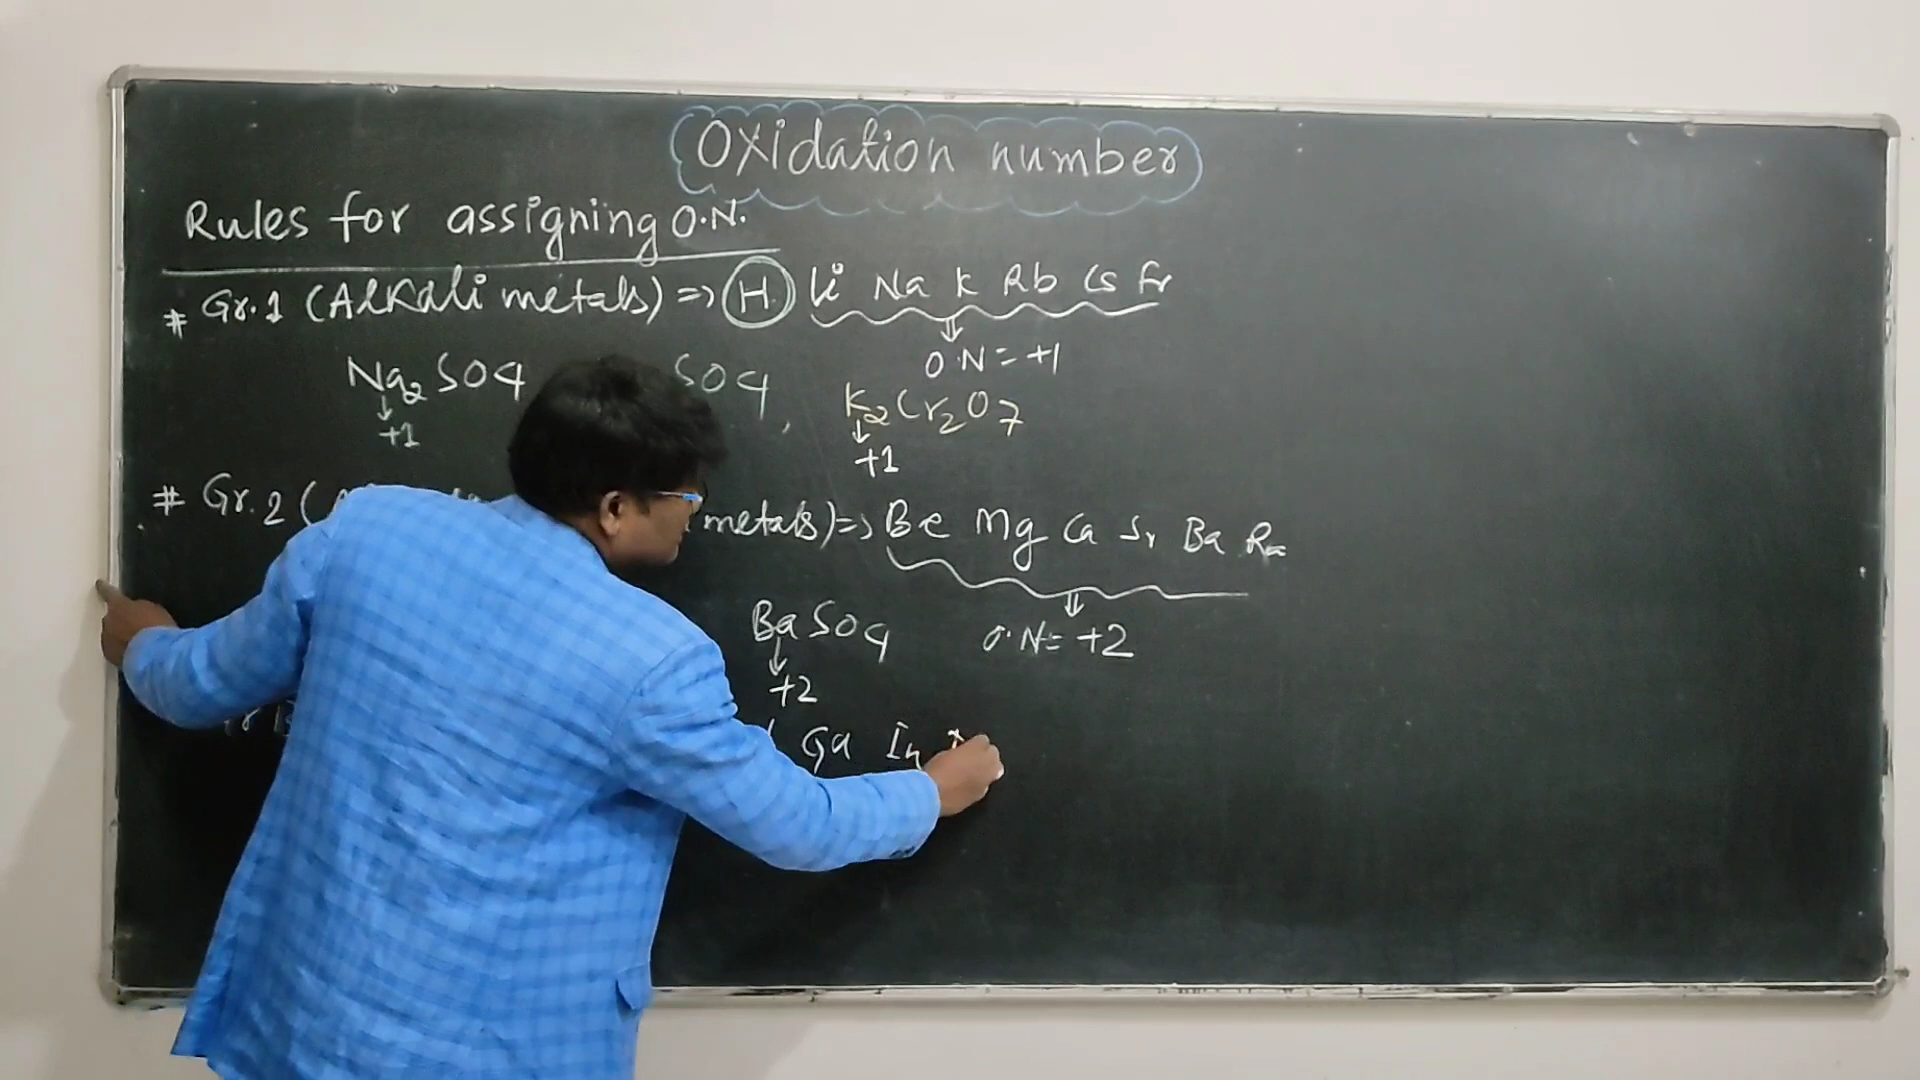 Oxidation number
Rules for assigning O.N.
# Gr.1 (Alkali metals) => H Li Na K Rb Cs Fr
O.N = +1
Na2SO4 SO4, K2Cr2O7
+1 +1
# Gr.2 ( metals) => Be Mg Ca Sr Ba Ra
BaSO4 O.N = +2
+2
Ga In